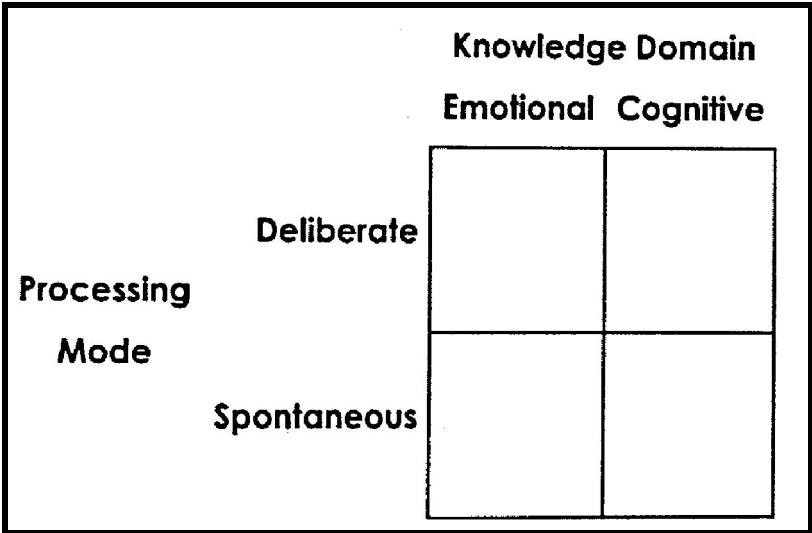 Knowledge Domain
Emotional Cognitive
Deliberate
Processing
Mode
Spontaneous